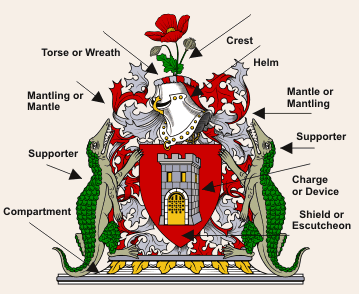 Crest
Torse or Wreath
Helm
Mantling or
Mantle
Mantle or
Mantling
Supporter
Supporter
Charge
or Device
Compartment
Shield or
Escutcheon